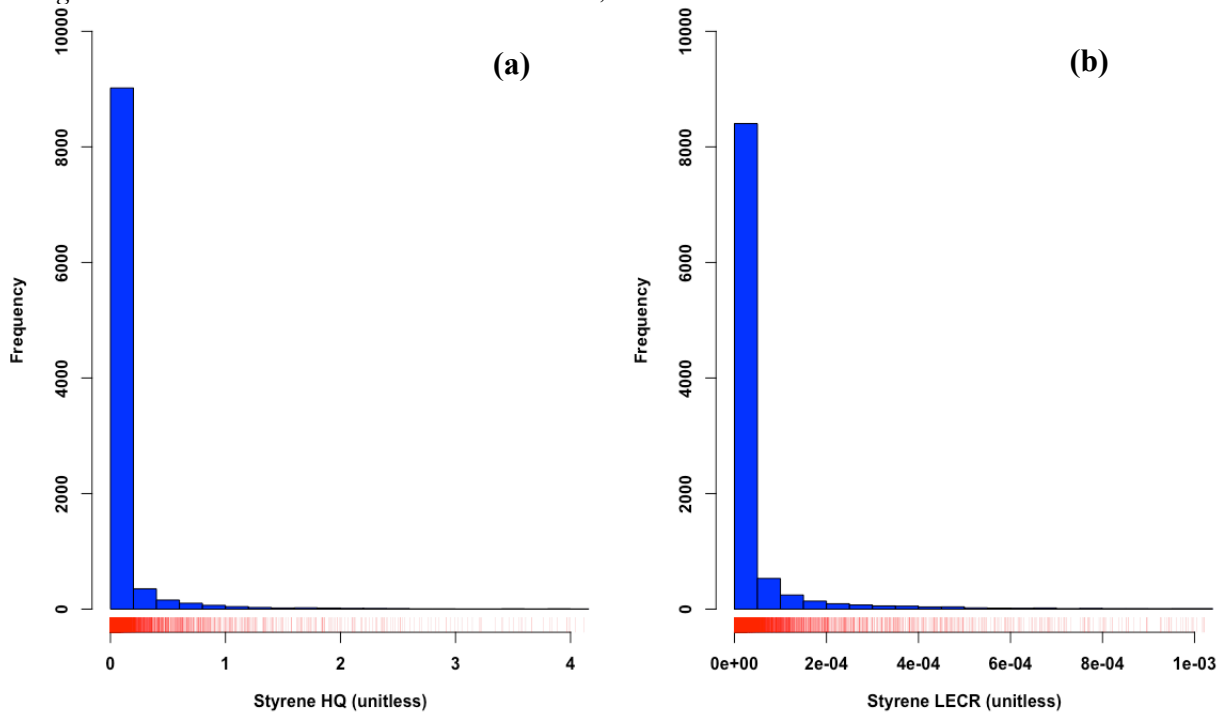 (a)
10000
8000
6000
4000
2000
0
Frequency
0 1 2 3 4
Styrene HQ (unitless)
(b)
10000
8000
6000
4000
2000
0
Frequency
0e+00 2e-04 4e-04 6e-04 8e-04 1e-03
Styrene LECR (unitless)